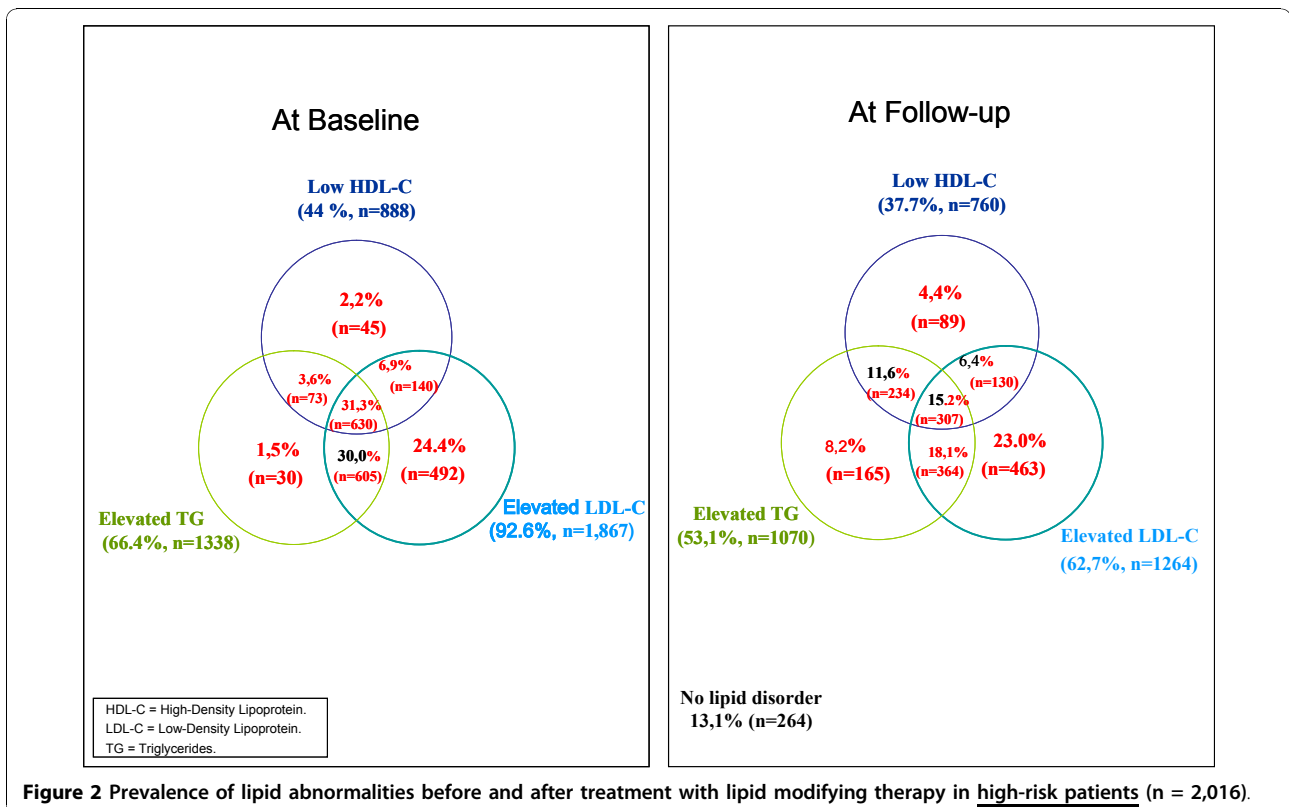 At Baseline
Low HDL-C
(44 %, n=888)
2,2%
(n=45)
3,6%
(n=73)
6,9%
(n=140)
31,3%
(n=630)
1,5%
(n=30)
30,0%
(n=605)
24.4%
(n=492)
Elevated TG
(66.4%, n=1338)
Elevated LDL-C
(92.6%, n=1,867)
HDL-C = High-Density Lipoprotein.
LDL-C = Low-Density Lipoprotein.
TG = Triglycerides.
At Follow-up
Low HDL-C
(37.7%, n=760)
4,4%
(n=89)
11,6%
(n=234)
6,4%
(n=130)
15.2%
(n=307)
8,2%
(n=165)
18,1%
(n=364)
23.0%
(n=463)
Elevated TG
(53,1%, n=1070)
Elevated LDL-C
(62,7%, n=1264)
No lipid disorder
13,1% (n=264)
Figure 2 Prevalence of lipid abnormalities before and after treatment with lipid modifying therapy in high-risk patients (n = 2,016).